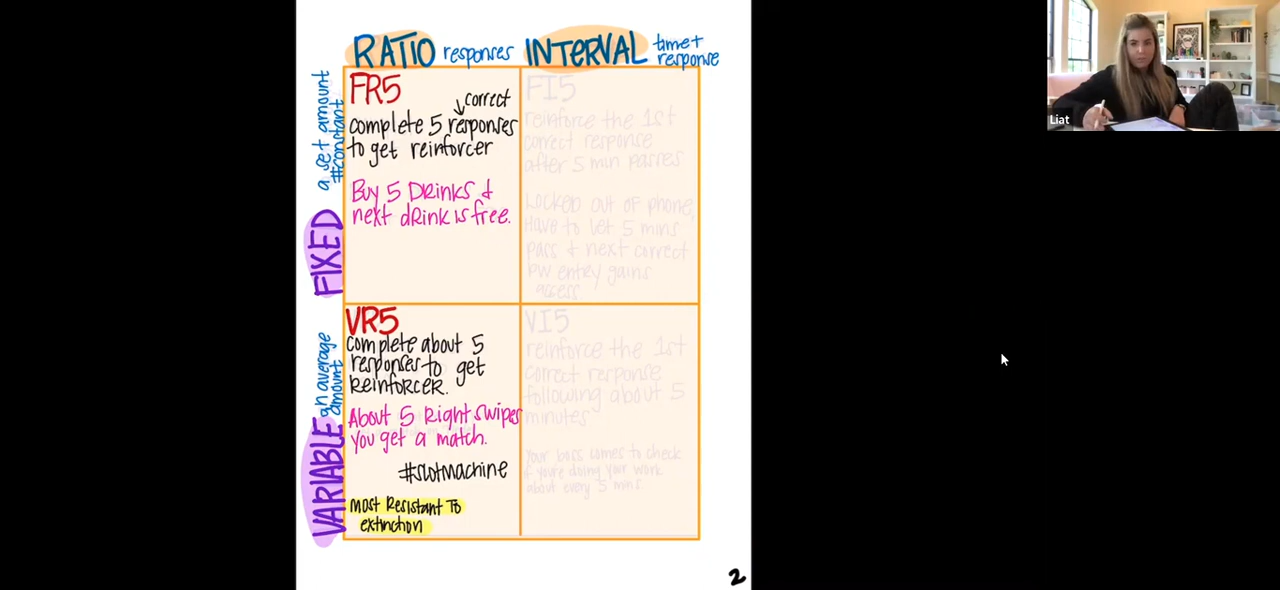 RATIO responses INTERVAL time + response
a set amount
#constant
FIXED
FR5
correct
complete 5 responses
to get reinforcer
Buy 5 Drinks &
next drink is free.
FI5
reinforce the 1st
correct response
after 5 min passes
Locked out of phone,
Have to let 5 mins
pass & next correct
pw entry gains
access.
an average
amount
VARIABLE
VR5
complete about 5
responses to get
Reinforcer.
About 5 Right swipes
you get a match.
#slotmachine
most Resistant To
extinction
VI5
reinforce the 1st
correct response
following about 5
minutes
Your boss comes to check
if you're doing your work
about every 5 mins.
2
Liat